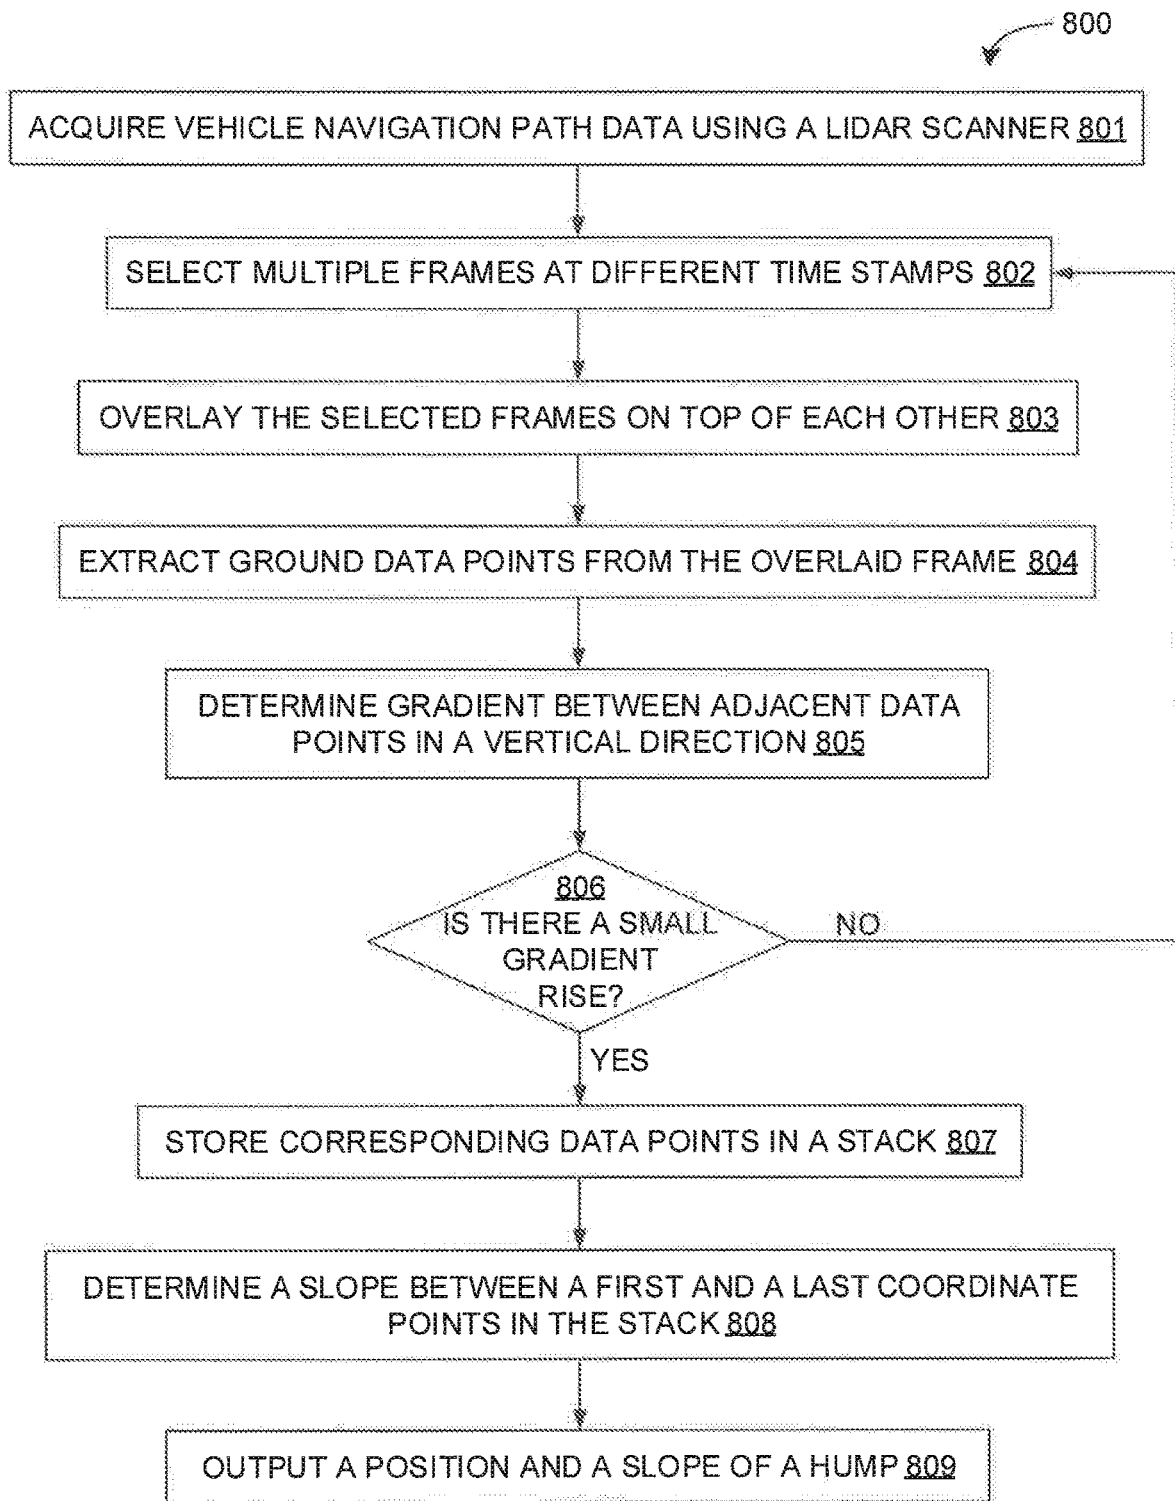 800
ACQUIRE VEHICLE NAVIGATION PATH DATA USING A LIDAR SCANNER 801
SELECT MULTIPLE FRAMES AT DIFFERENT TIME STAMPS 802
OVERLAY THE SELECTED FRAMES ON TOP OF EACH OTHER 803
EXTRACT GROUND DATA POINTS FROM THE OVERLAID FRAME 804
DETERMINE GRADIENT BETWEEN ADJACENT DATA
POINTS IN A VERTICAL DIRECTION 805
806
IS THERE A SMALL
GRADIENT
RISE?
NO
YES
STORE CORRESPONDING DATA POINTS IN A STACK 807
DETERMINE A SLOPE BETWEEN A FIRST AND A LAST COORDINATE
POINTS IN THE STACK 808
OUTPUT A POSITION AND A SLOPE OF A HUMP 809